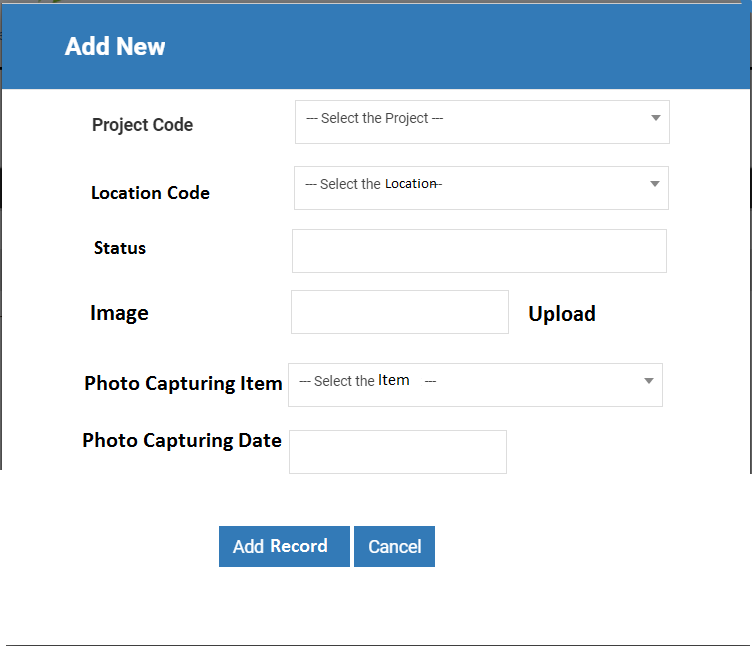 Add New
Project Code
--- Select the Project ---
Location Code
--- Select the Location--
Status
Image
Upload
Photo Capturing Item
--- Select the Item ---
Photo Capturing Date
Add Record
Cancel